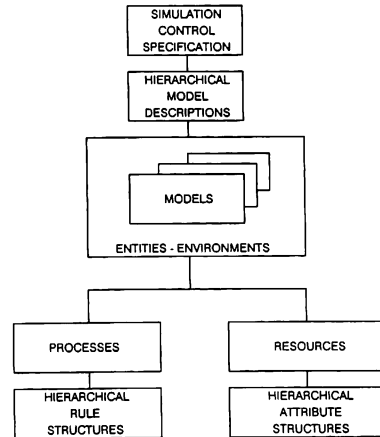 SIMULATION
CONTROL
SPECIFICATION
HIERARCHICAL
MODEL
DESCRIPTIONS
MODELS
ENTITIES - ENVIRONMENTS
PROCESSES
RESOURCES
HIERARCHICAL
RULE
STRUCTURES
HIERARCHICAL
ATTRIBUTE
STRUCTURES